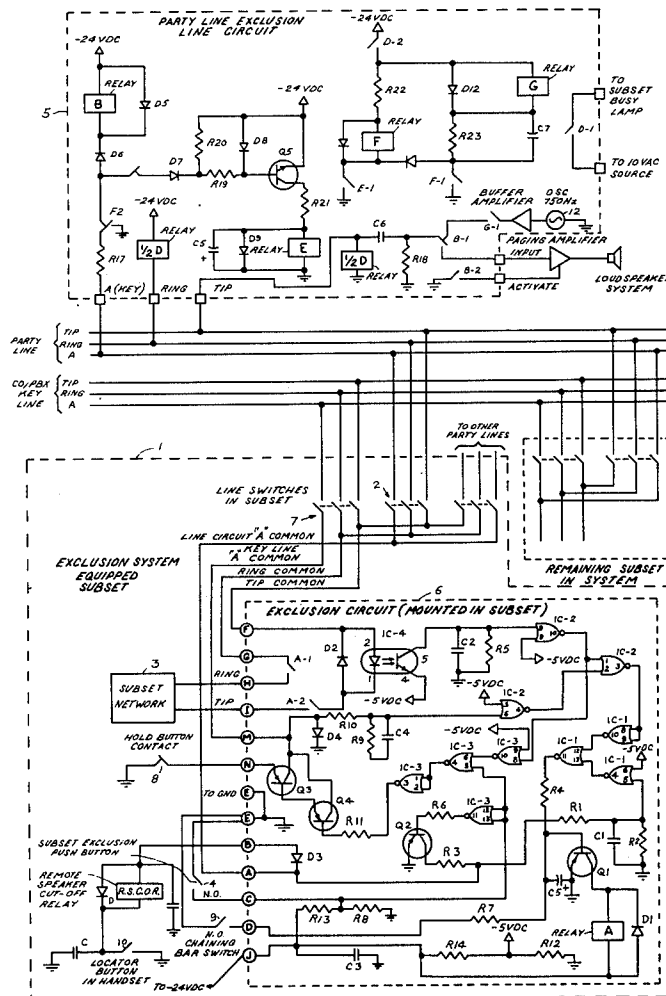 PARTY LINE EXCLUSION
LINE CIRCUIT
5
-24 VDC
RELAY
B
D5
D6
D7
R20
D8
R19
-24 VDC
Q5
R21
D-2
R22
D12
RELAY
G
RELAY
F
R23
C7
E-1
F-1
TO
SUBSET
BUSY
LAMP
D-1
TO 10VAC
SOURCE
BUFFER
AMPLIFIER
OSC
750Hz
12
G-1
F2
-24VDC
RELAY
1/2 D
R17
C5
+
D9
RELAY
E
C6
1/2 D
RELAY
R18
B-1
B-2
PAGING AMPLIFIER
INPUT
ACTIVATE
LOUDSPEAKER
SYSTEM
A (KEY)
RING
TIP
PARTY
LINE
TIP
RING
A
CO/PBX
KEY
LINE
TIP
RING
A
1
TO OTHER
PARTY LINES
2
LINE SWITCHES
IN SUBSET
7
LINE CIRCUIT "A" COMMON
KEY LINE
"A" COMMON
RING COMMON
TIP COMMON
REMAINING SUBSET
IN SYSTEM
EXCLUSION SYSTEM
EQUIPPED
SUBSET
6
EXCLUSION CIRCUIT (MOUNTED IN SUBSET)
3
SUBSET
NETWORK
RING
TIP
F
G
H
I
M
N
E
E
B
A
C
D
J
A-1
A-2
D2
IC-4
2
1
5
4
-5VDC
C2
R5
IC-2
-5VDC
IC-2
-5VDC
IC-2
D4
R10
R9
C4
-5VDC
IC-3
IC-3
IC-3
IC-3
IC-1
IC-1
IC-1
-5VDC
HOLD BUTTON
CONTACT
8
TO GND
Q3
Q4
R11
Q2
R6
R3
R4
R1
C1
R2
SUBSET EXCLUSION
PUSH BUTTON
4
N.O.
D3
REMOTE
SPEAKER
CUT-OFF
RELAY
D
R.S.C.O.R.
9
N.O.
CHAINING
BAR SWITCH
C
10
LOCATOR
BUTTON
IN HANDSET
TO -24VDC
R13
R8
C3
R7
-5VDC
R14
R12
C5
+
Q1
RELAY
A
D1